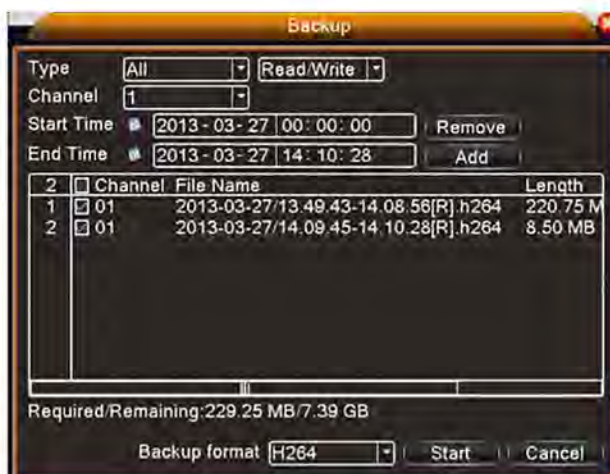 Backup
Type All Read/Write
Channel 1
Start Time 2013-03-27 00:00:00 Remove
End Time 2013-03-27 14:10:28 Add
2 Channel File Name Length
1 01 2013-03-27/13.49.43-14.08.56[R].h264 220.75 M
2 01 2013-03-27/14.09.45-14.10.28[R].h264 8.50 MB
Required/Remaining:229.25 MB/7.39 GB
Backup format H264 Start Cancel